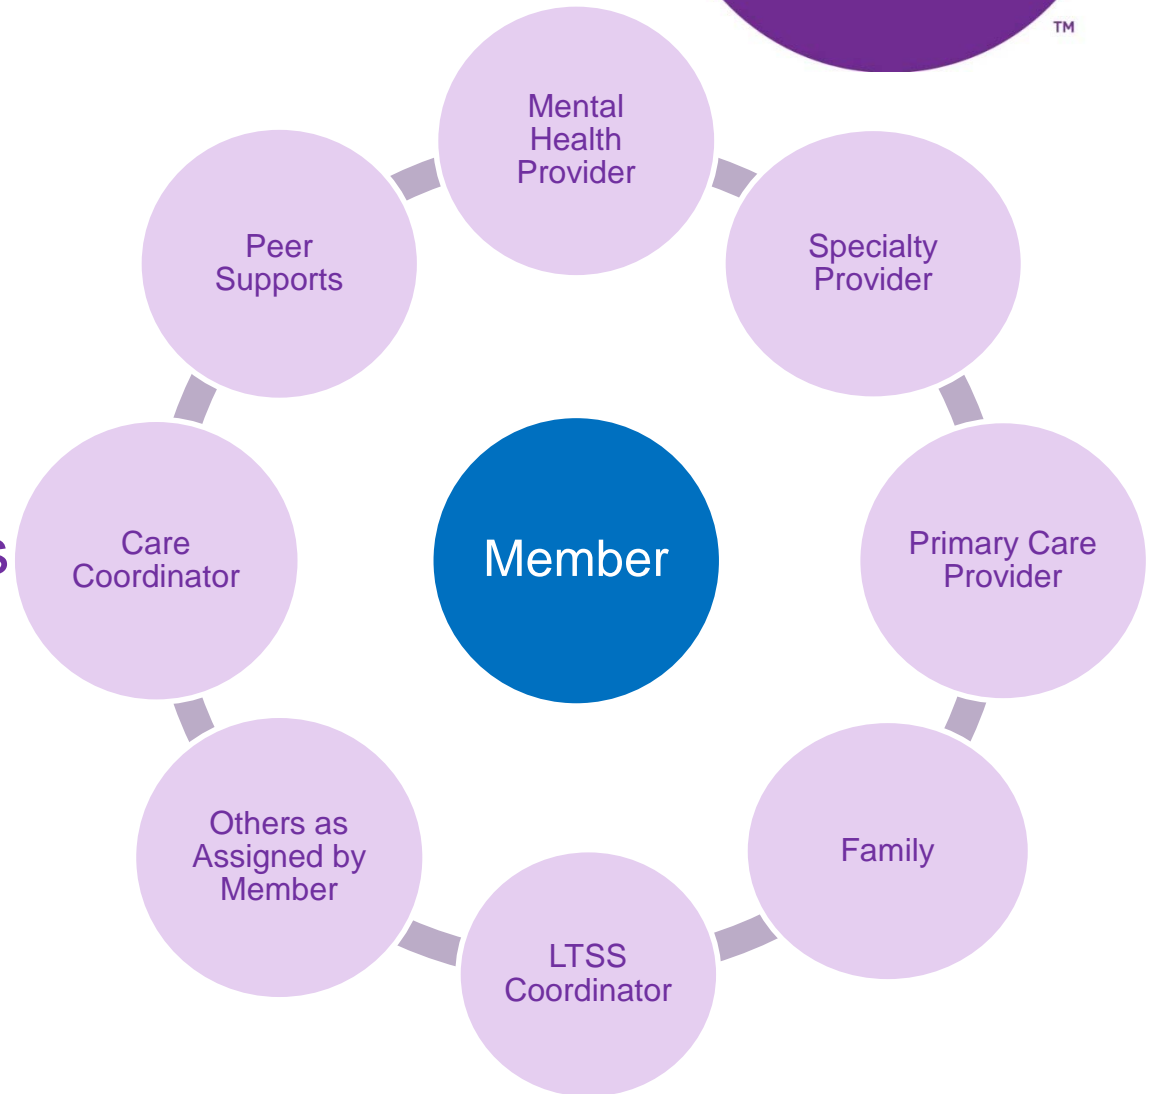 TM
Mental
Health
Provider
Peer
Supports
Specialty
Provider
s
Care
Coordinator
Member
Primary Care
Provider
Others as
Assigned by
Member
Family
LTSS
Coordinator